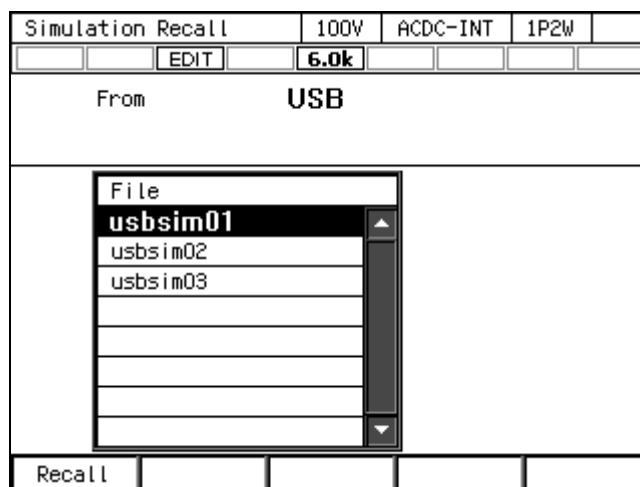 Simulation Recall 100V ACDC-INT 1P2W
EDIT 6.0k
From USB
File
usbsim01
usbsim02
usbsim03
Recall